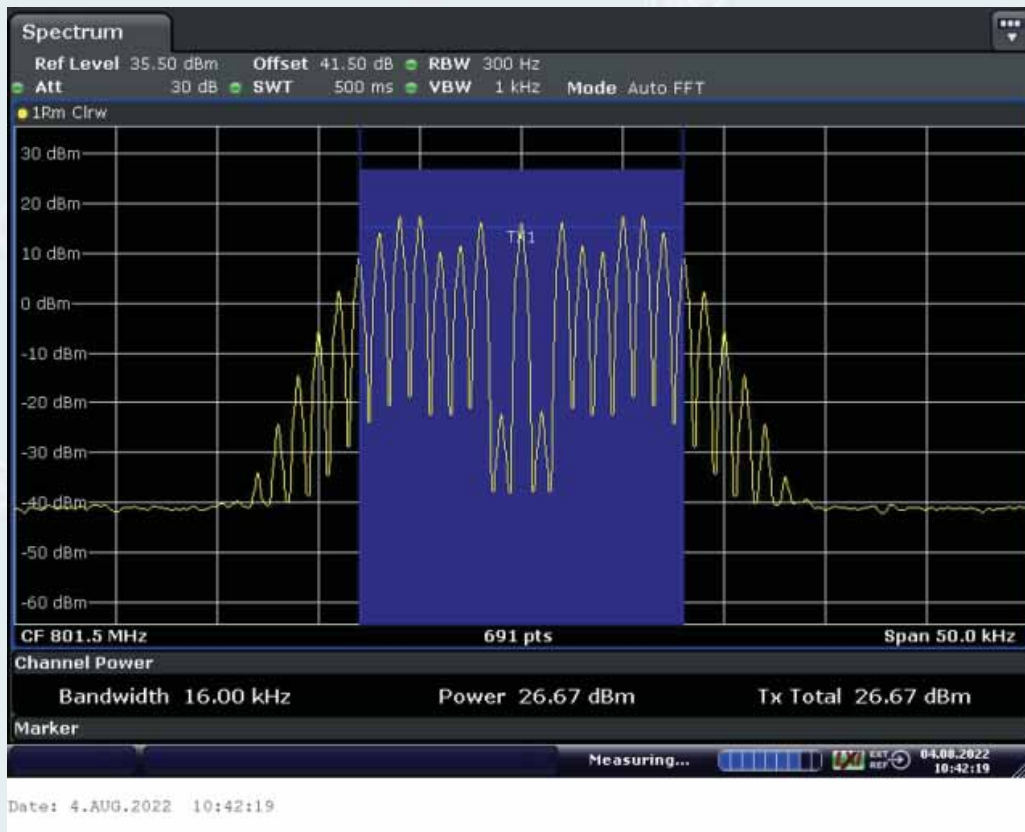 Spectrum
Ref Level 35.50 dBm Offset 41.50 dB RBW 300 Hz
Att 30 dB SWT 500 ms VBW 1 kHz Mode Auto FFT
1Rm Clrw
30 dBm
20 dBm
TX1
10 dBm
0 dBm
-10 dBm
-20 dBm
-30 dBm
-40 dBm
-50 dBm
-60 dBm
CF 801.5 MHz 691 pts Span 50.0 kHz
Channel Power
Bandwidth 16.00 kHz Power 26.67 dBm Tx Total 26.67 dBm
Marker
Measuring... LXI EXT REF 04.08.2022
10:42:19
Date: 4.AUG.2022 10:42:19